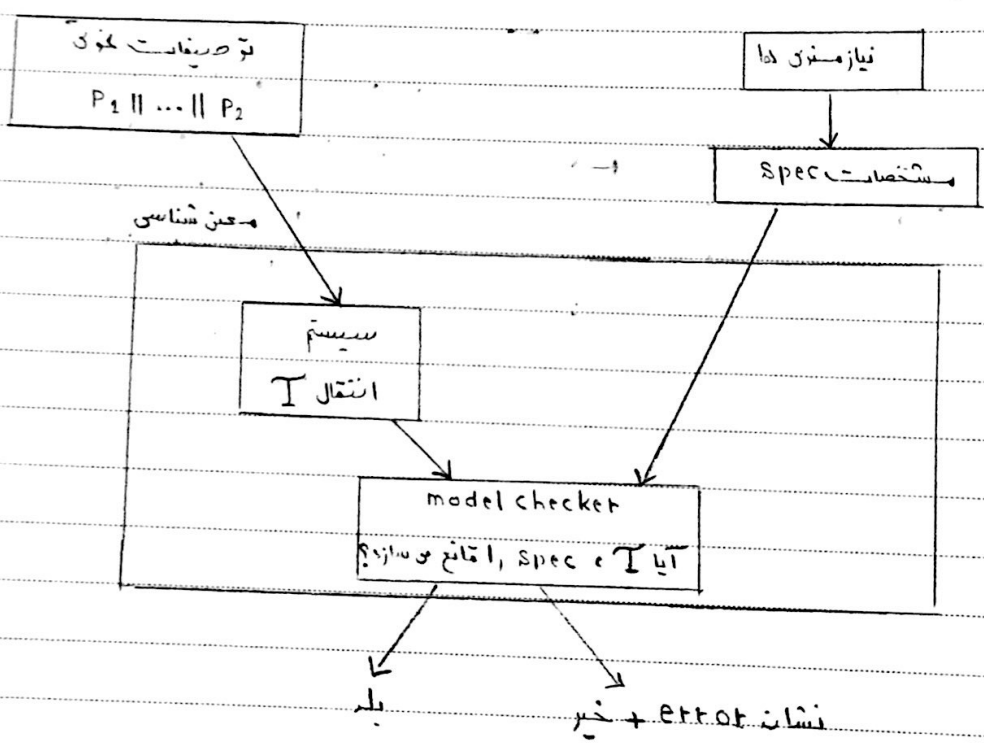 توصیفات نحوی
P1 || ... || P2
نیازمندی ها
مشخصات spec
معنی شناسی
سیستم
انتقال T
model checker
آیا T ، spec را قانع می سازد؟
بله
خیر + error نشان